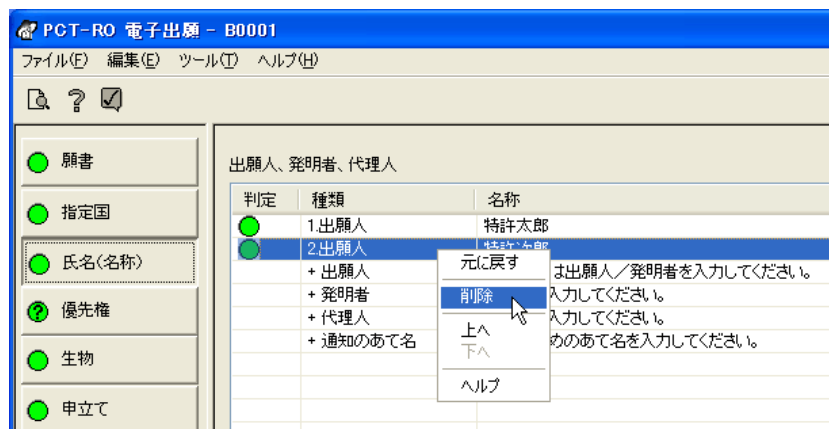 PCT-RO 電子出願 - B0001
ファイル(F) 編集(E) ツール(T) ヘルプ(H)
願書
指定国
氏名(名称)
優先権
生物
申立て
出願人、発明者、代理人
判定 種類 名称
1.出願人 特許太郎
2.出願人
+ 出願人 は出願人／発明者を入力してください。
+ 発明者 入力してください。
+ 代理人 入力してください。
+ 通知のあて名 めのあて名を入力してください。
元に戻す
削除
上へ
下へ
ヘルプ